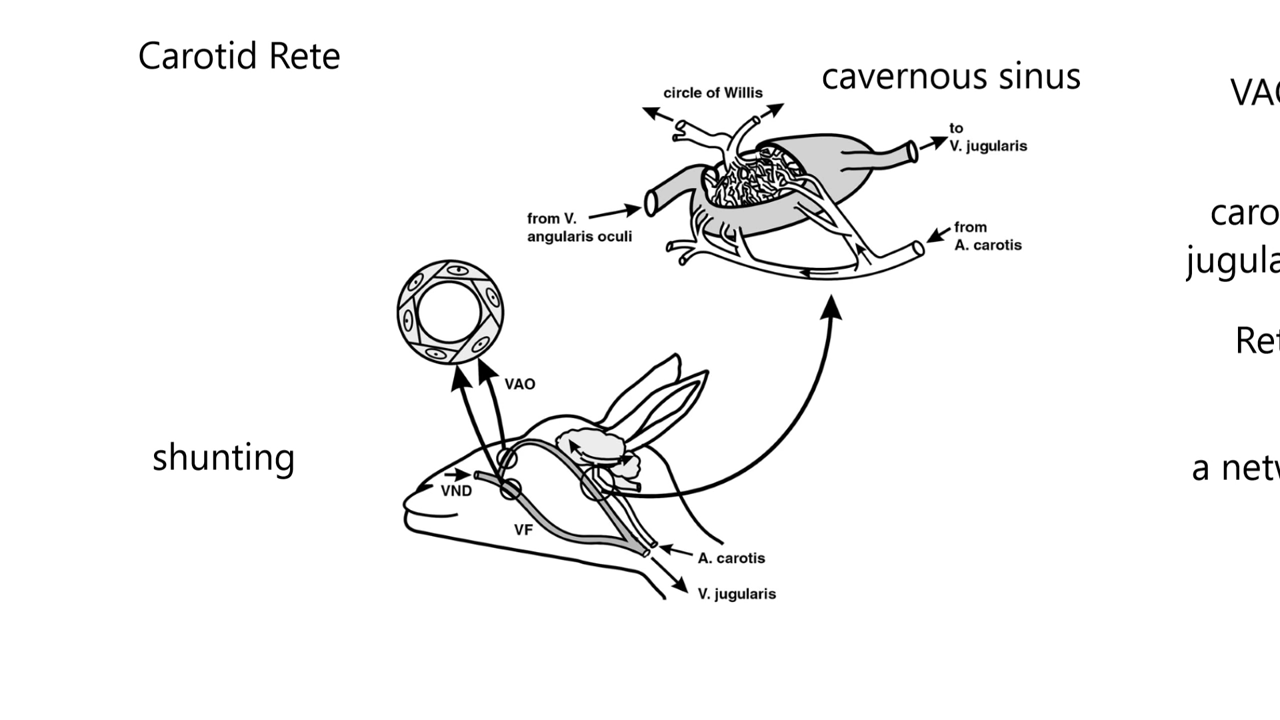 Carotid Rete
cavernous sinus
circle of Willis
to
V. jugularis
from V.
angularis oculi
from
A. carotis
VAO
shunting
VND
VF
A. carotis
V. jugularis
a